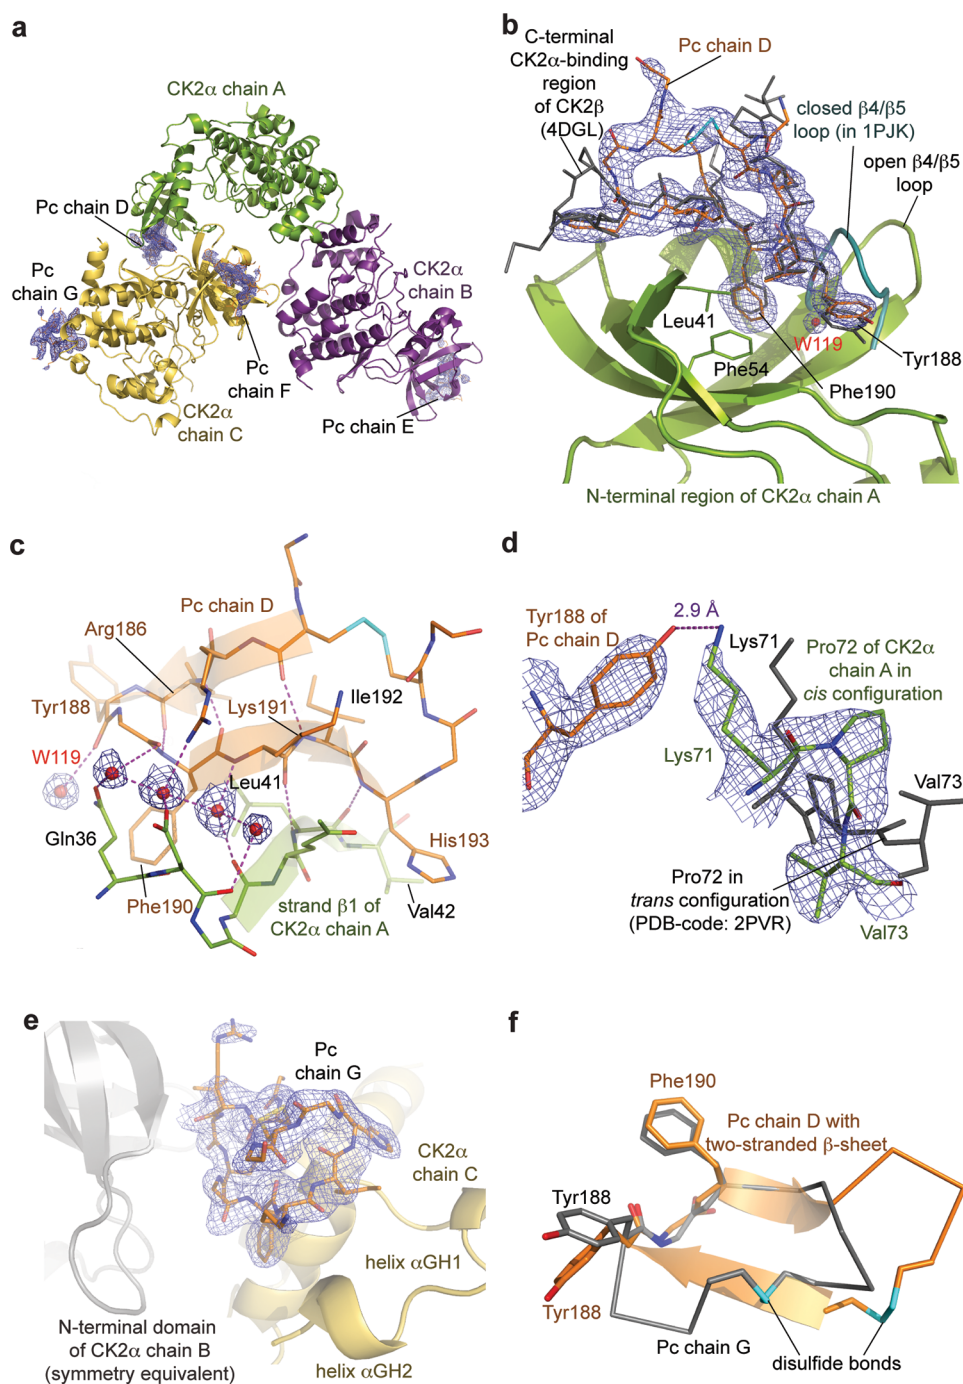 a
CK2α chain A
Pc chain D
Pc
chain G
CK2α
chain B
Pc
chain F
CK2α
chain C
Pc chain E
b
C-terminal
CK2α-binding
region
of CK2β
(4DGL)
Pc chain D
closed β4/β5
loop (in 1PJK)
open β4/β5
loop
Leu41
Phe54
W119
Tyr188
Phe190
N-terminal region of CK2α chain A
c
Pc chain D
Arg186
Tyr188
Lys191
Ile192
W119
Leu41
Gln36
Phe190
His193
strand β1 of
CK2α chain A
Val42
d
2.9 Å
Tyr188 of
Pc chain D
Lys71
Pro72 of CK2α
chain A in
cis configuration
Lys71
Val73
Pro72 in
trans configuration
(PDB-code: 2PVR)
Val73
e
Pc
chain G
CK2α
chain C
helix αGH1
N-terminal domain
of CK2α chain B
(symmetry equivalent)
helix αGH2
f
Phe190
Pc chain D with
two-stranded β-sheet
Tyr188
Tyr188
Pc chain G
disulfide bonds